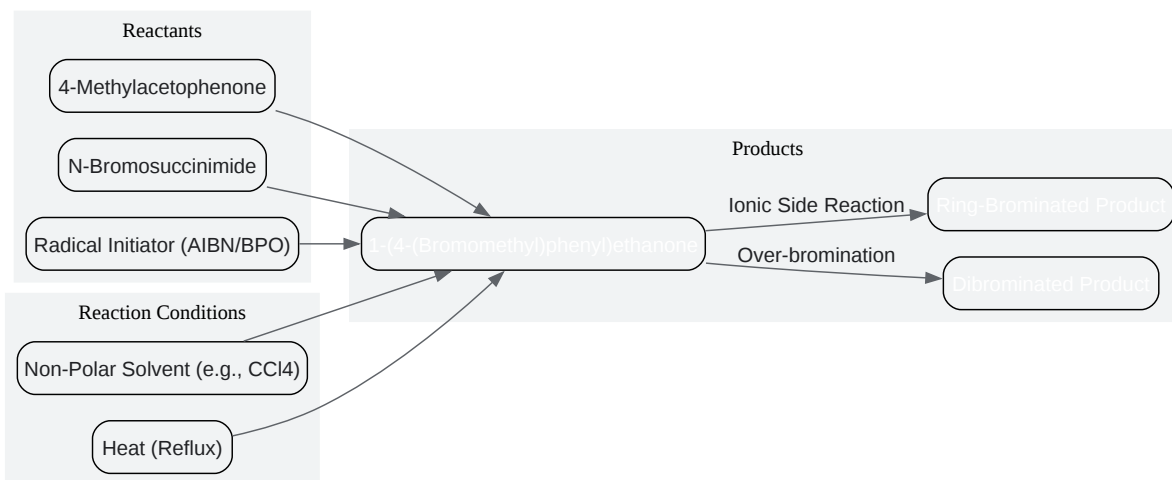 Reactants
4-Methylacetophenone
N-Bromosuccinimide
Radical Initiator (AIBN/BPO)
Reaction Conditions
Non-Polar Solvent (e.g., CCl4)
Heat (Reflux)
Products
1-(4-(Bromomethyl)phenyl)ethanone
Ionic Side Reaction
Ring-Brominated Product
Over-bromination
Dibrominated Product